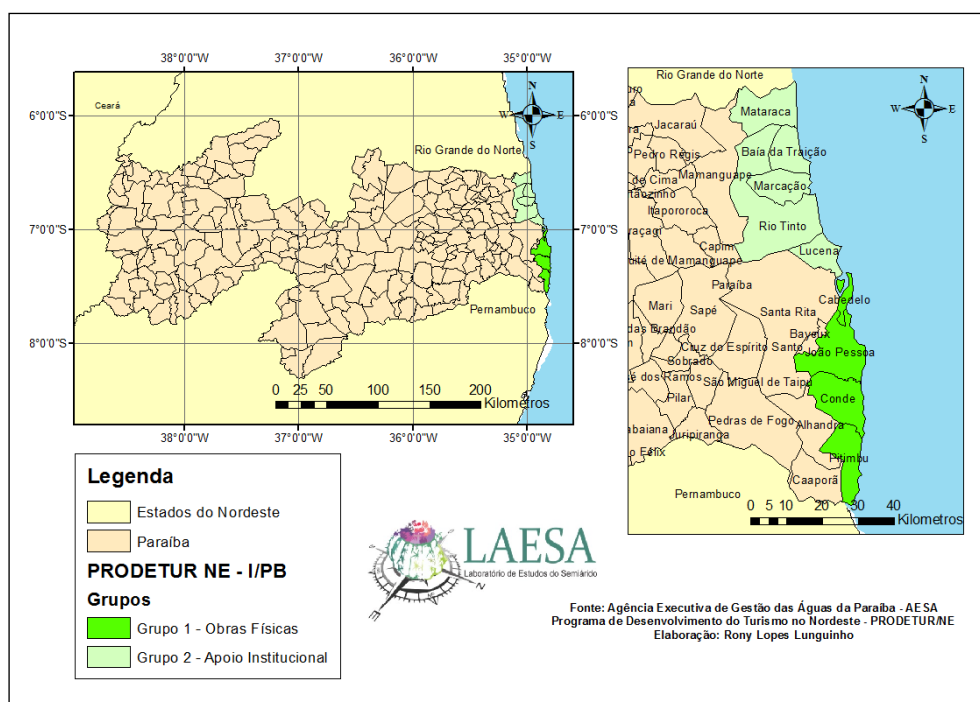 38°0'0"W 37°0'0"W 36°0'0"W 35°0'0"W
6°0'0"S
7°0'0"S
8°0'0"S
Ceará
Rio Grande do Norte
Pernambuco
N
W E
S
0 25 50 100 150 200
Kilometros
6°0'0"S
7°0'0"S
8°0'0"S
38°0'0"W 37°0'0"W 36°0'0"W 35°0'0"W
Rio Grande do Norte
N
W E
S
Mataraca
Jacaraú
Baía da Traição
Pedro Régis
Mamanguape
de Cima
Marcação
Itapororoca
Rio Tinto
Capim
Lucena
Mamanguape
Paraíba
Cabedelo
Mari
Sapé
Santa Rita
Bayeux
João Pessoa
Cruz do Espírito Santo
Sobrado
dos Ramos
São Miguel de Taipu
Conde
Pilar
Pedras de Fogo
Alhandra
Juripiranga
Pitimbu
Caaporã
Pernambuco
0 5 10 20 30 40
Kilometros
Legenda
Estados do Nordeste
Paraíba
PRODETUR NE - I/PB
Grupos
Grupo 1 - Obras Físicas
Grupo 2 - Apoio Institucional
LAESA
Laboratório de Estudos do Semiárido
Fonte: Agência Executiva de Gestão das Águas da Paraíba - AESA
Programa de Desenvolvimento do Turismo no Nordeste - PRODETUR/NE
Elaboração: Rony Lopes Lunguinho